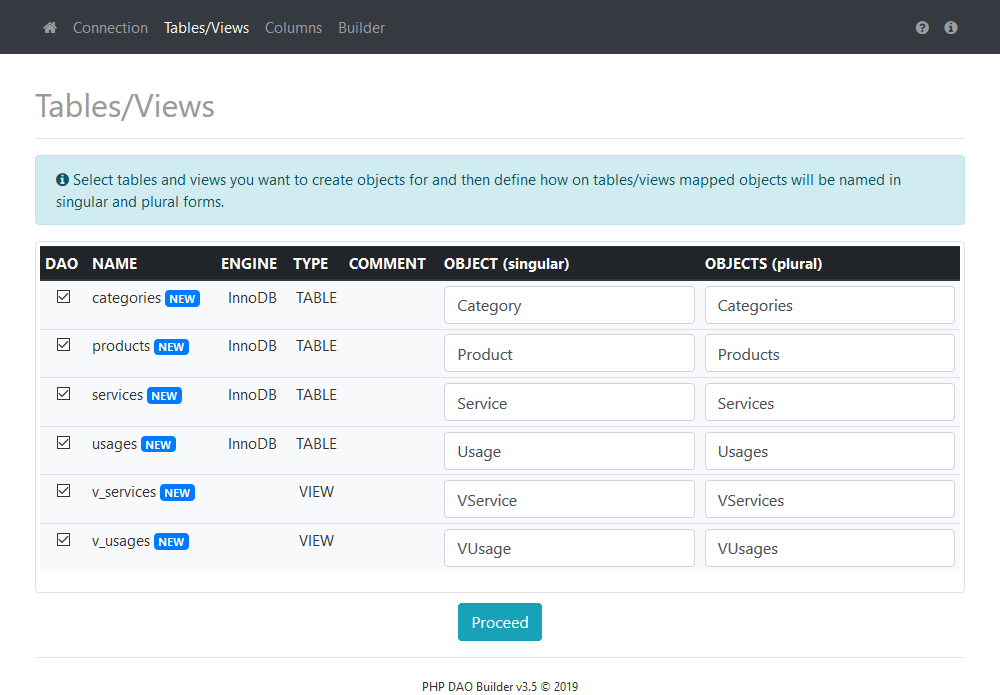 Connection Tables/Views Columns Builder
Tables/Views
Select tables and views you want to create objects for and then define how on tables/views mapped objects will be named in
singular and plural forms.
DAO NAME ENGINE TYPE COMMENT OBJECT (singular) OBJECTS (plural)
categories NEW InnoDB TABLE Category Categories
products NEW InnoDB TABLE Product Products
services NEW InnoDB TABLE Service Services
usages NEW InnoDB TABLE Usage Usages
v_services NEW VIEW VService VServices
v_usages NEW VIEW VUsage VUsages
Proceed
PHP DAO Builder v3.5 © 2019